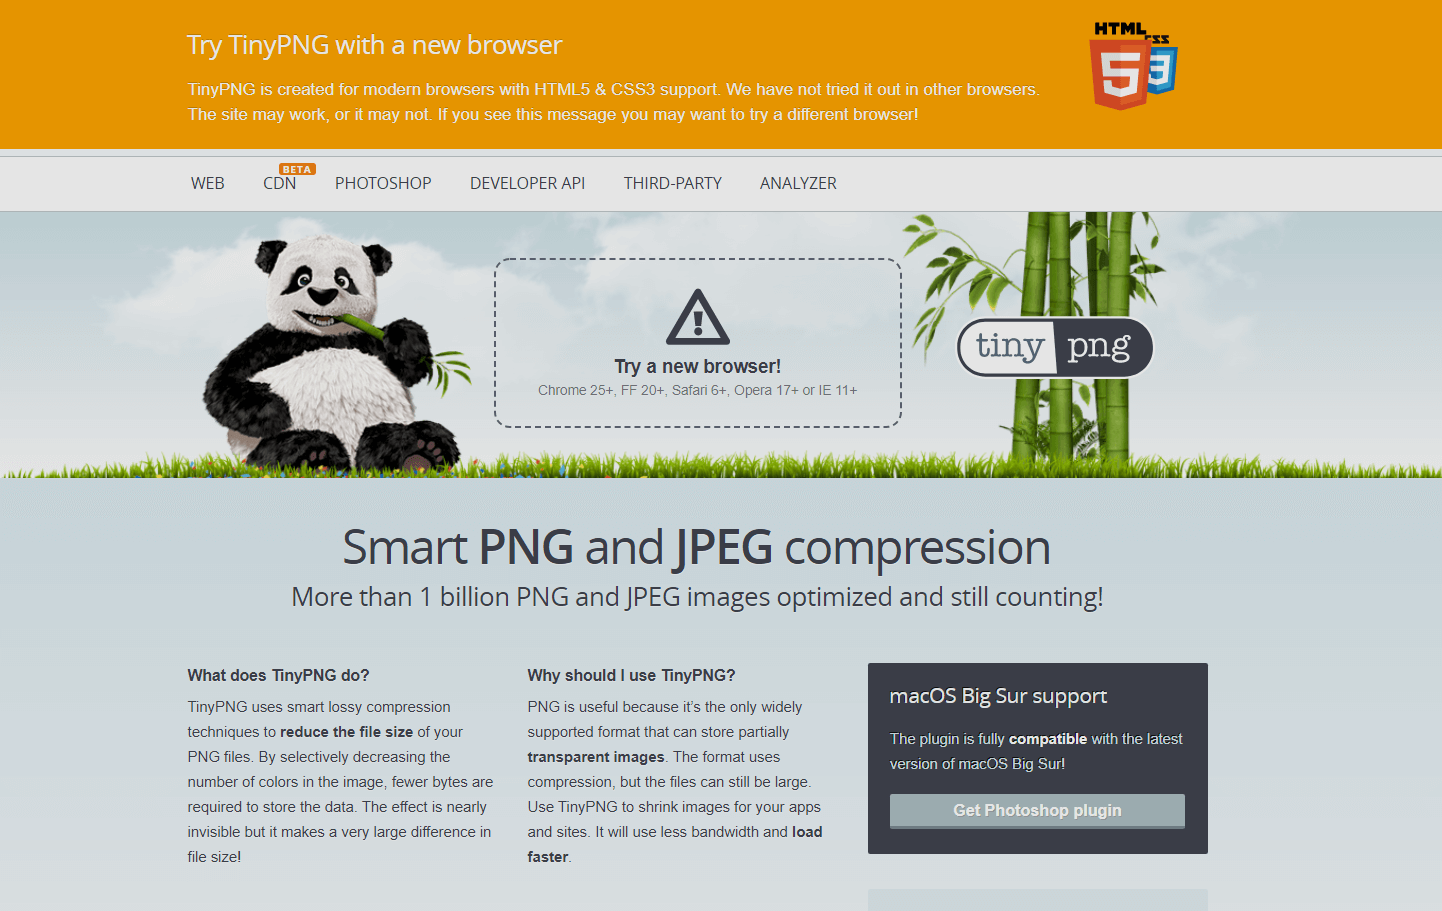 Try TinyPNG with a new browser
TinyPNG is created for modern browsers with HTML5 & CSS3 support. We have not tried it out in other browsers.
The site may work, or it may not. If you see this message you may want to try a different browser!
HTML
CSS
5
3
BETA
WEB CDN PHOTOSHOP DEVELOPER API THIRD-PARTY ANALYZER
Try a new browser!
Chrome 25+, FF 20+, Safari 6+, Opera 17+ or IE 11+
tiny png
Smart PNG and JPEG compression
More than 1 billion PNG and JPEG images optimized and still counting!
What does TinyPNG do?
TinyPNG uses smart lossy compression
techniques to reduce the file size of your
PNG files. By selectively decreasing the
number of colors in the image, fewer bytes are
required to store the data. The effect is nearly
invisible but it makes a very large difference in
file size!
Why should I use TinyPNG?
PNG is useful because it’s the only widely
supported format that can store partially
transparent images. The format uses
compression, but the files can still be large.
Use TinyPNG to shrink images for your apps
and sites. It will use less bandwidth and load
faster.
macOS Big Sur support
The plugin is fully compatible with the latest
version of macOS Big Sur!
Get Photoshop plugin